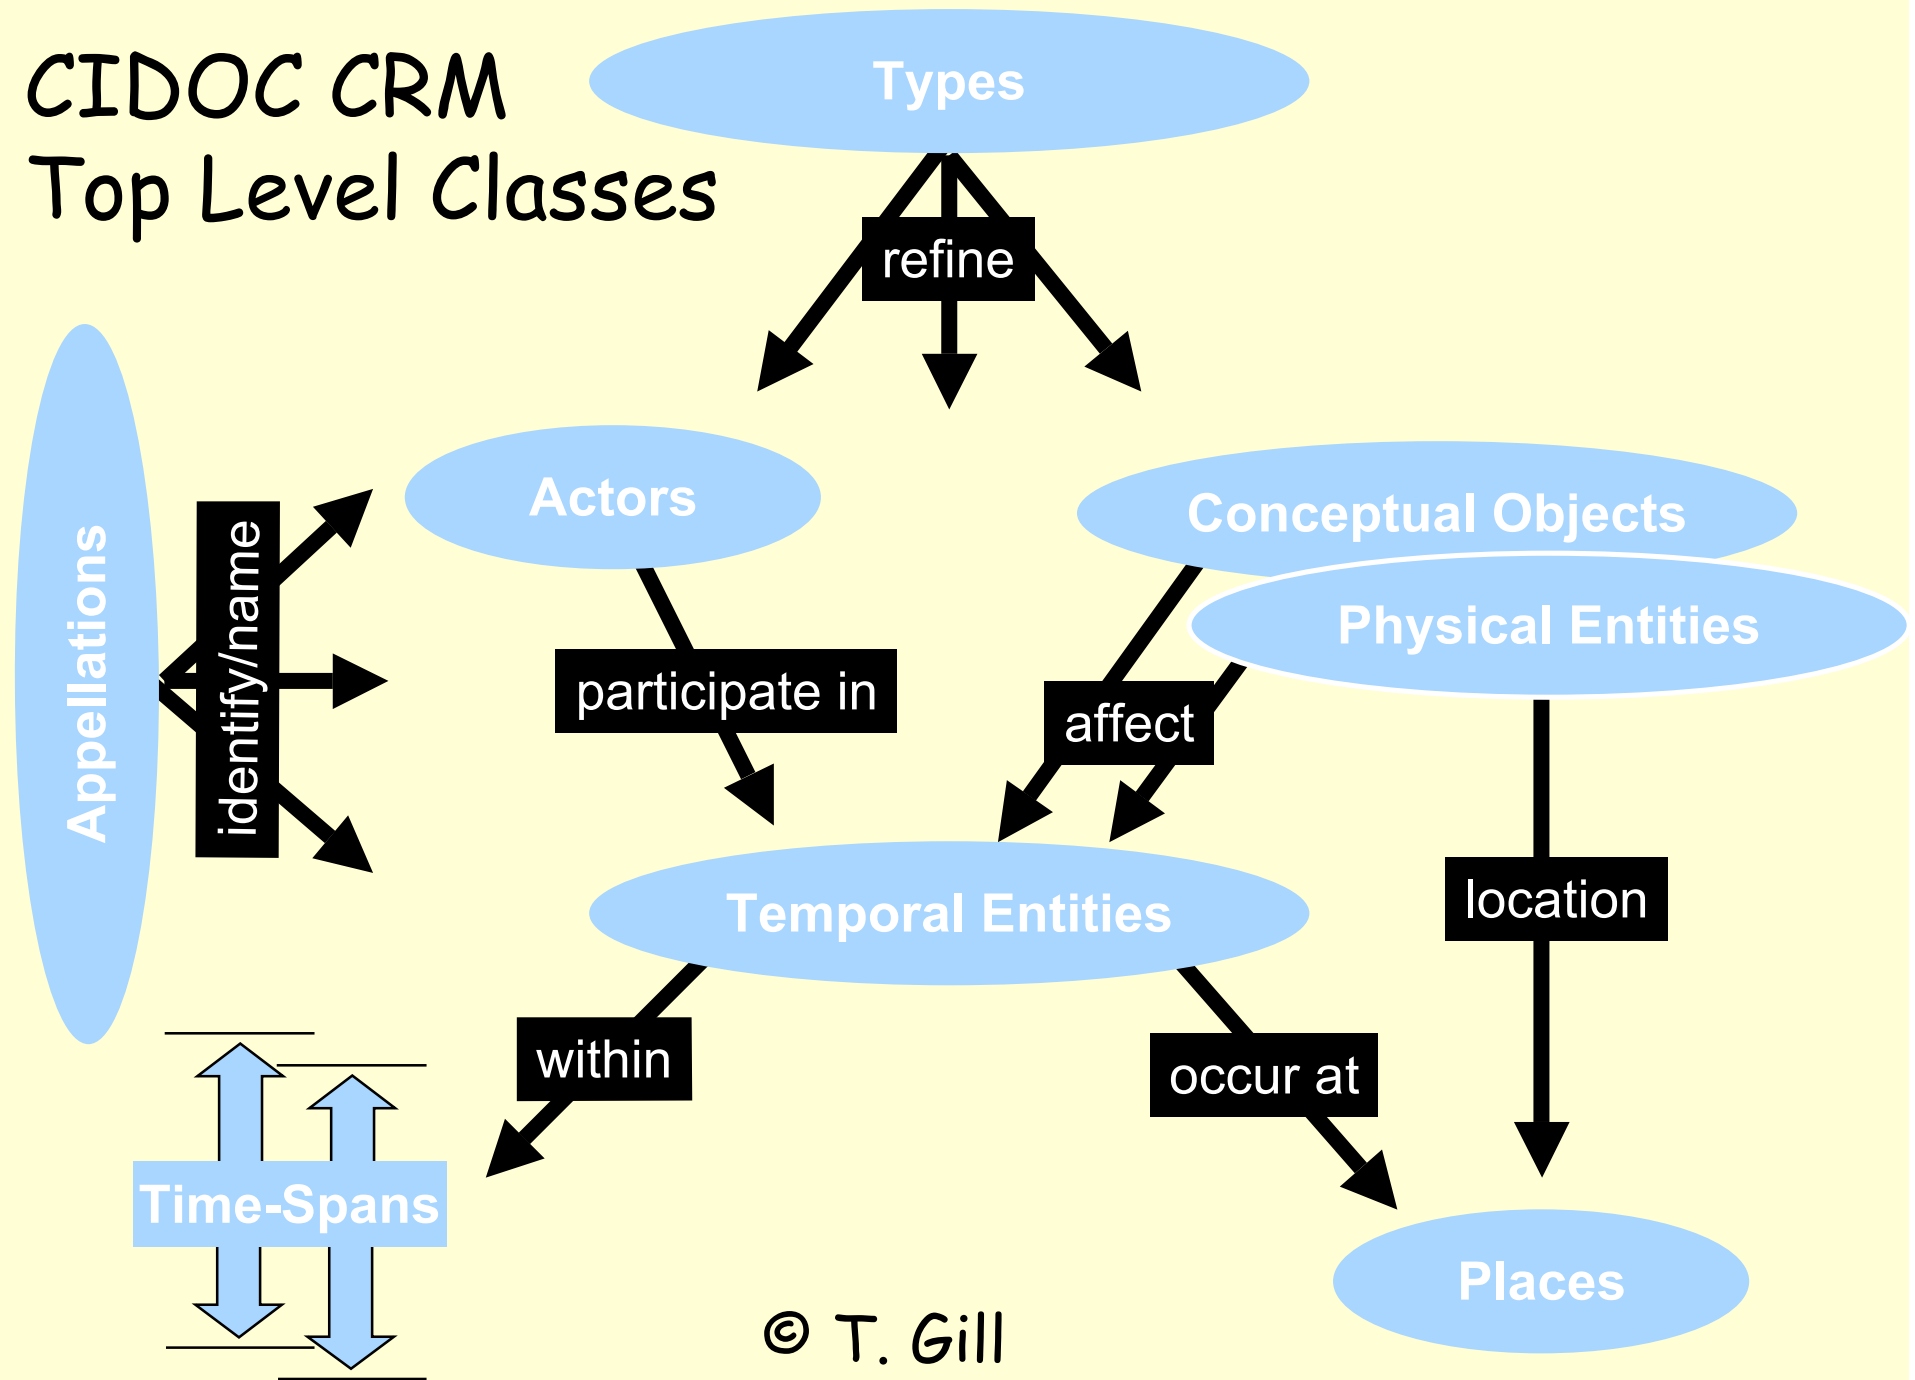 CIDOC CRM
Top Level Classes
Types
refine
Appellations
identify/name
Actors
Conceptual Objects
Physical Entities
participate in
affect
location
Temporal Entities
within
occur at
Time-Spans
Places
© T. Gill